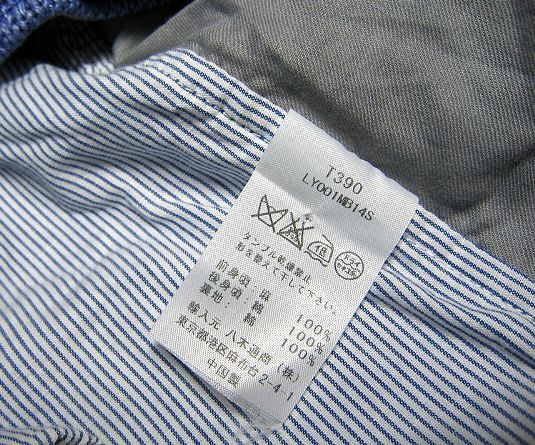 T390
LY001MB14S
タンブル乾燥禁止
形を整えて干して下さい。
前身頃：麻 100%
後身頃：綿 100%
裏地：綿 100%
輸入元 八木通商(株)
東京都港区麻布台2-4-1
中国製